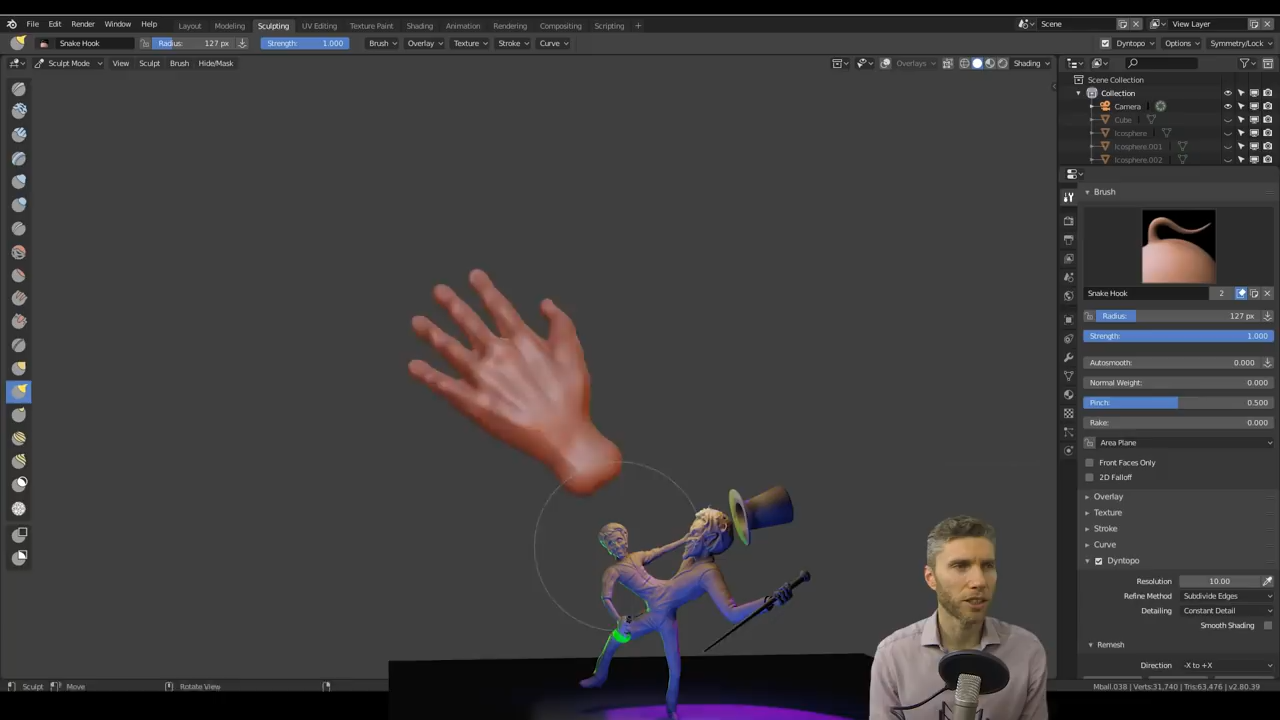 File Edit Render Window Help Layout Modeling Sculpting UV Editing Texture Paint Shading Animation Rendering Compositing Scripting + Scene View Layer
Snake Hook Radius: 127 px Strength: 1.000 Brush Overlay Texture Stroke Curve Dyntopo Options Symmetry/Lock
Sculpt Mode View Sculpt Brush Hide/Mask Overlays Shading
Scene Collection
Collection
Camera
Cube
Icosphere
Icosphere.001
Icosphere.002
Brush
Snake Hook 2
Radius: 127 px
Strength: 1.000
Autosmooth: 0.000
Normal Weight: 0.000
Pinch: 0.500
Rake: 0.000
Area Plane
Front Faces Only
2D Falloff
Overlay
Texture
Stroke
Curve
Dyntopo
Resolution 10.00
Refine Method Subdivide Edges
Detailing Constant Detail
Smooth Shading
Remesh
Direction -X to +X
Sculpt Move Rotate View Mball.038 | Verts:31,740 | Tris:63,476 | v2.80.39